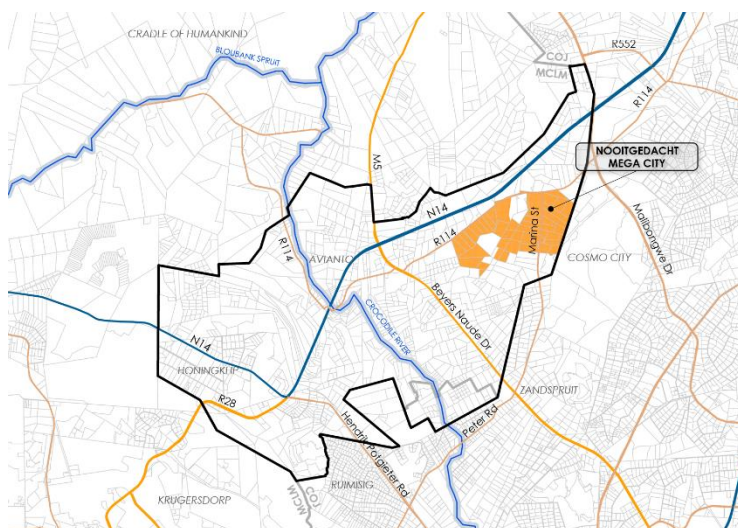 CRADLE OF HUMANKIND
BLOUBANK SPRUIT
COJ
MCLM
R552
R114
NOOITGEDACHT
MEGA CITY
M5
N14
R114
Marina St
Malibongwe Dr
R114
AVIANTO
COSMO CITY
Beyers Naude Dr
CROCODILE RIVER
N14
HONINGKLIP
R28
ZANDSPRUIT
Peter Rd
Hendrik Potgieter Rd
RUIMISIG
KRUGERSDORP
COJ
MCLM